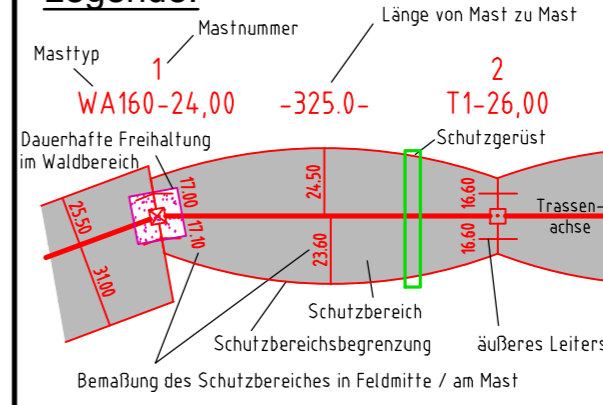 Legende:
Länge von Mast zu Mast
Mastnummer
Masttyp
1
2
WA160-24,00
-325.0-
T1-26,00
Dauerhafte Freihaltung
im Waldbereich
Schutzgerüst
24.50
17.00
16.60
25.50
Trassen-
achse
17.10
23.60
16.60
31.00
Schutzbereich
Schutzbereichsbegrenzung
äußeres Leiters
Bemaßung des Schutzbereiches in Feldmitte / am Mast